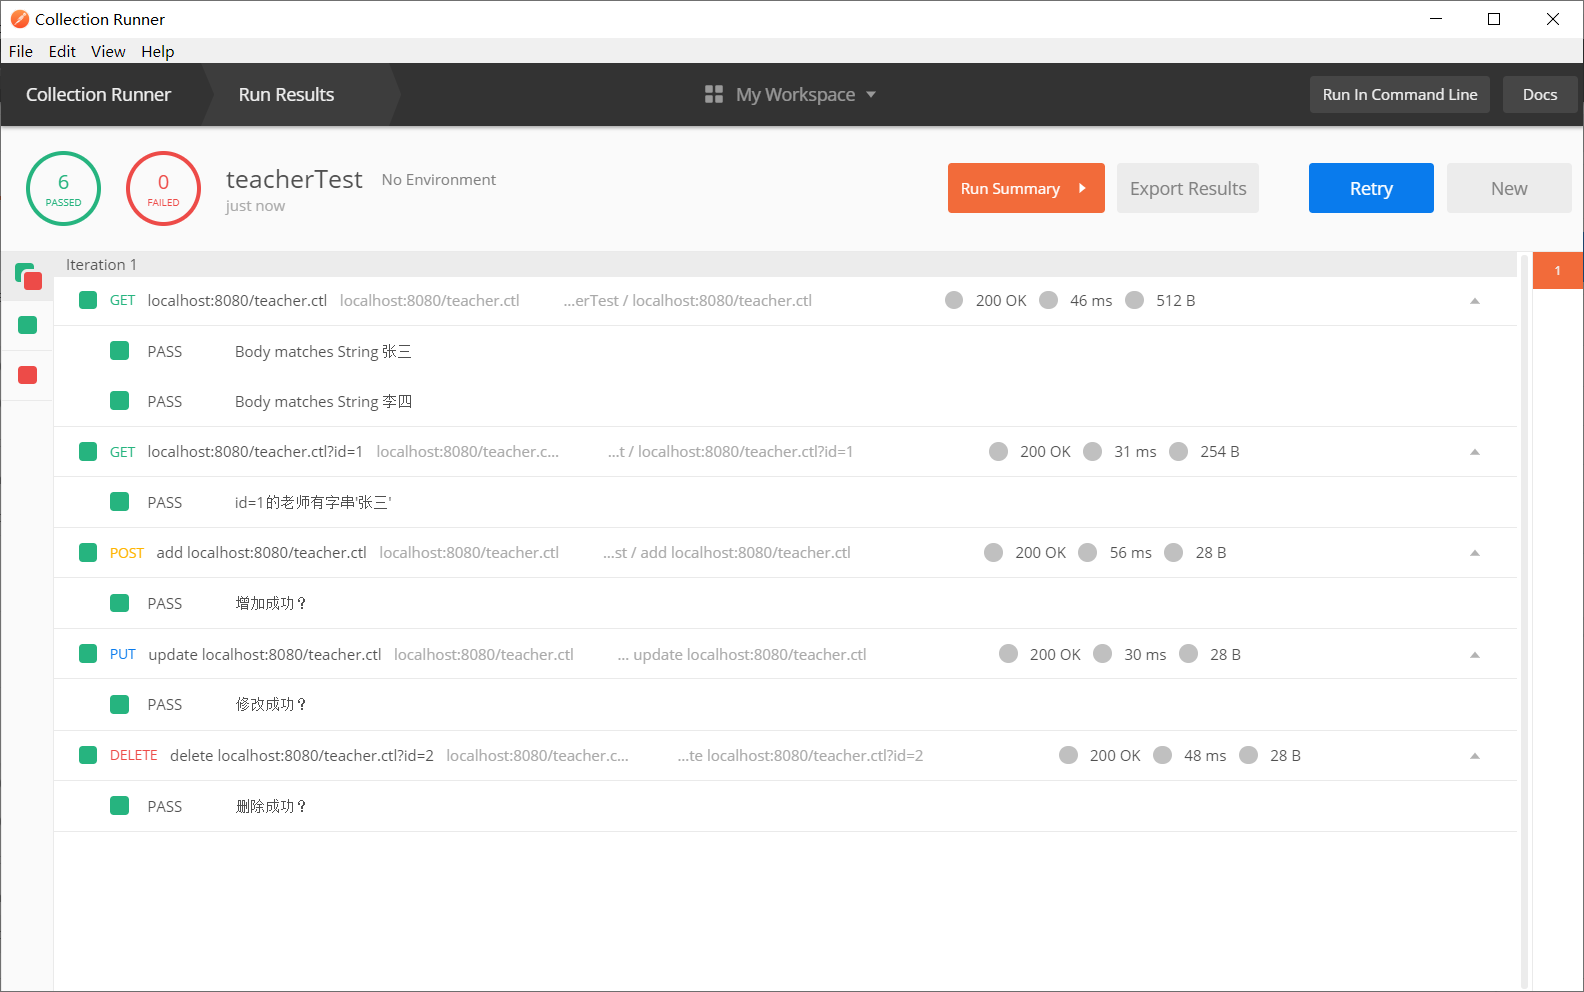 Collection Runner
File Edit View Help
Collection Runner Run Results My Workspace Run In Command Line Docs
6 PASSED 0 FAILED teacherTest No Environment just now Run Summary Export Results Retry New
Iteration 1 1
GET localhost:8080/teacher.ctl localhost:8080/teacher.ctl ...erTest / localhost:8080/teacher.ctl 200 OK 46 ms 512 B
PASS Body matches String 张三
PASS Body matches String 李四
GET localhost:8080/teacher.ctl?id=1 localhost:8080/teacher.c... ...t / localhost:8080/teacher.ctl?id=1 200 OK 31 ms 254 B
PASS id=1的老师有字串'张三'
POST add localhost:8080/teacher.ctl localhost:8080/teacher.ctl ...st / add localhost:8080/teacher.ctl 200 OK 56 ms 28 B
PASS 增加成功？
PUT update localhost:8080/teacher.ctl localhost:8080/teacher.ctl ... update localhost:8080/teacher.ctl 200 OK 30 ms 28 B
PASS 修改成功？
DELETE delete localhost:8080/teacher.ctl?id=2 localhost:8080/teacher.c... ...te localhost:8080/teacher.ctl?id=2 200 OK 48 ms 28 B
PASS 删除成功？